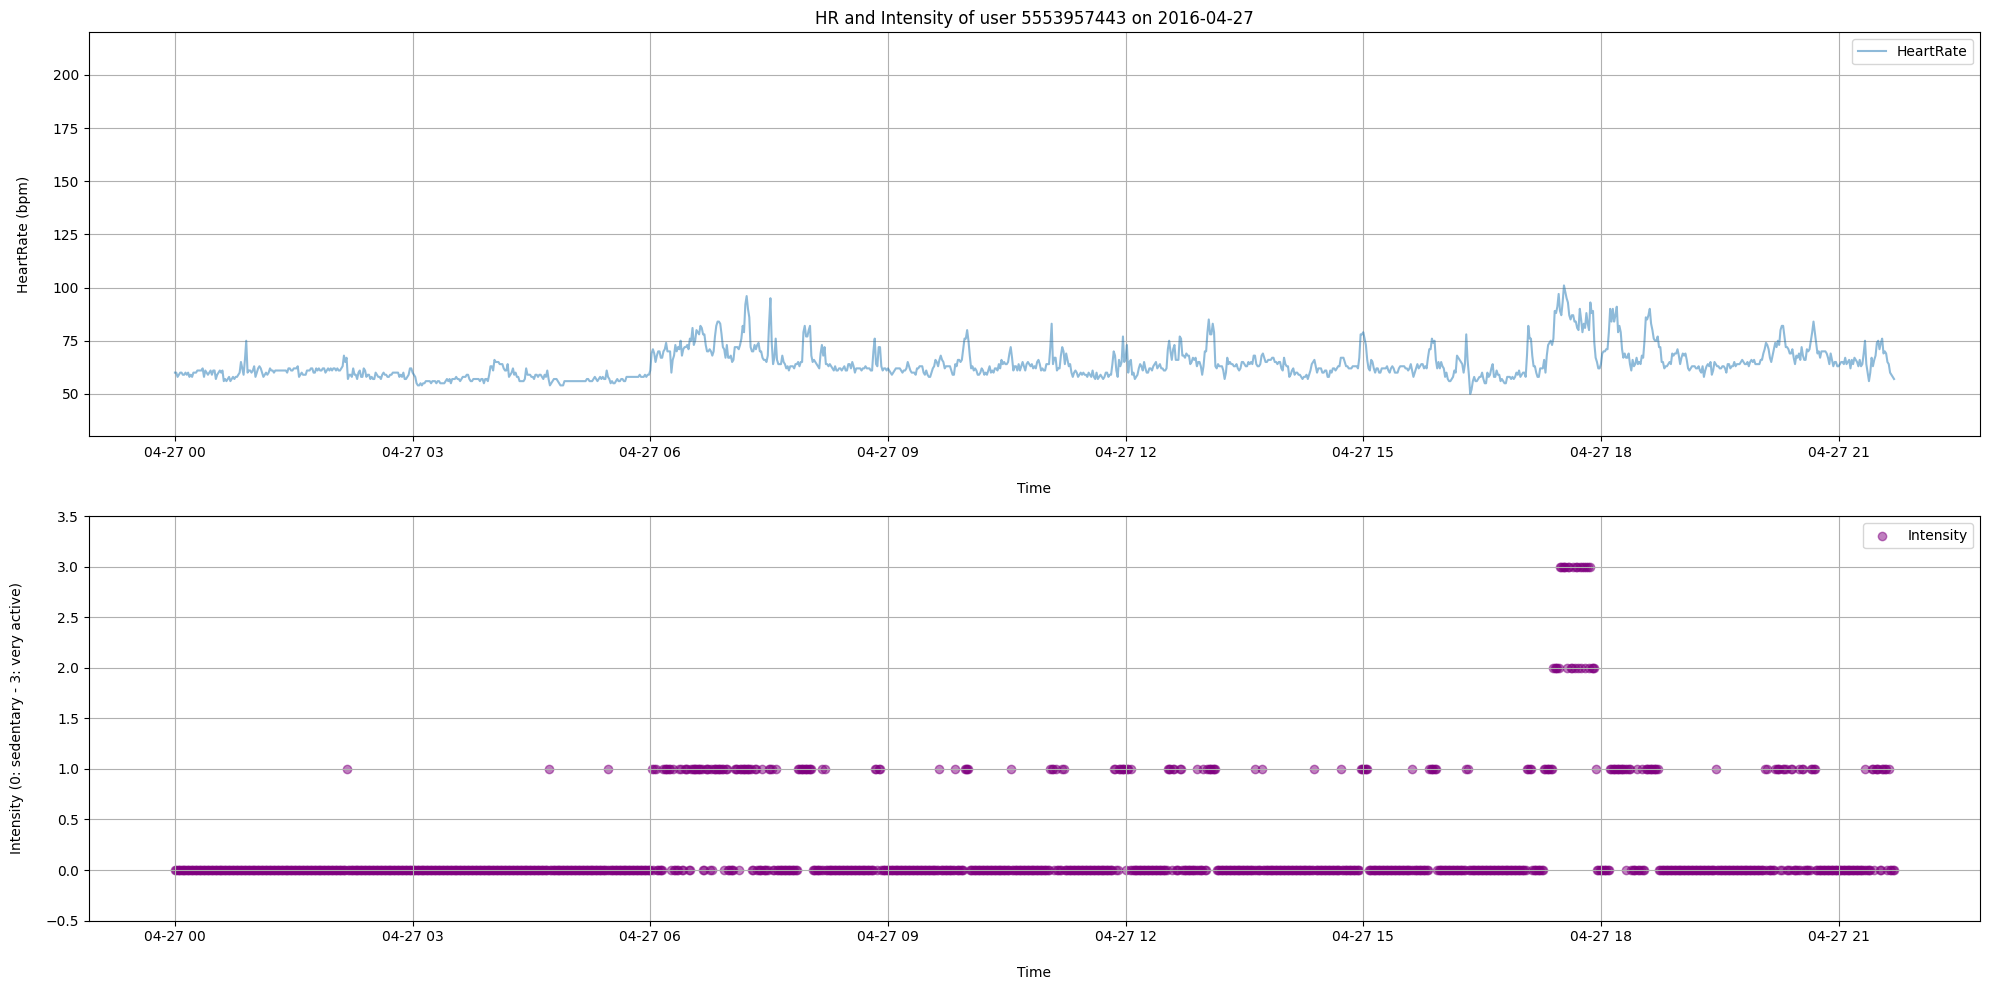 HR and Intensity of user 5553957443 on 2016-04-27
HeartRate
200
175
150
125
100
75
50
HeartRate (bpm)
04-27 00 04-27 03 04-27 06 04-27 09 04-27 12 04-27 15 04-27 18 04-27 21
Time
Intensity
3.5
3.0
2.5
2.0
1.5
1.0
0.5
0.0
−0.5
Intensity (0: sedentary - 3: very active)
04-27 00 04-27 03 04-27 06 04-27 09 04-27 12 04-27 15 04-27 18 04-27 21
Time